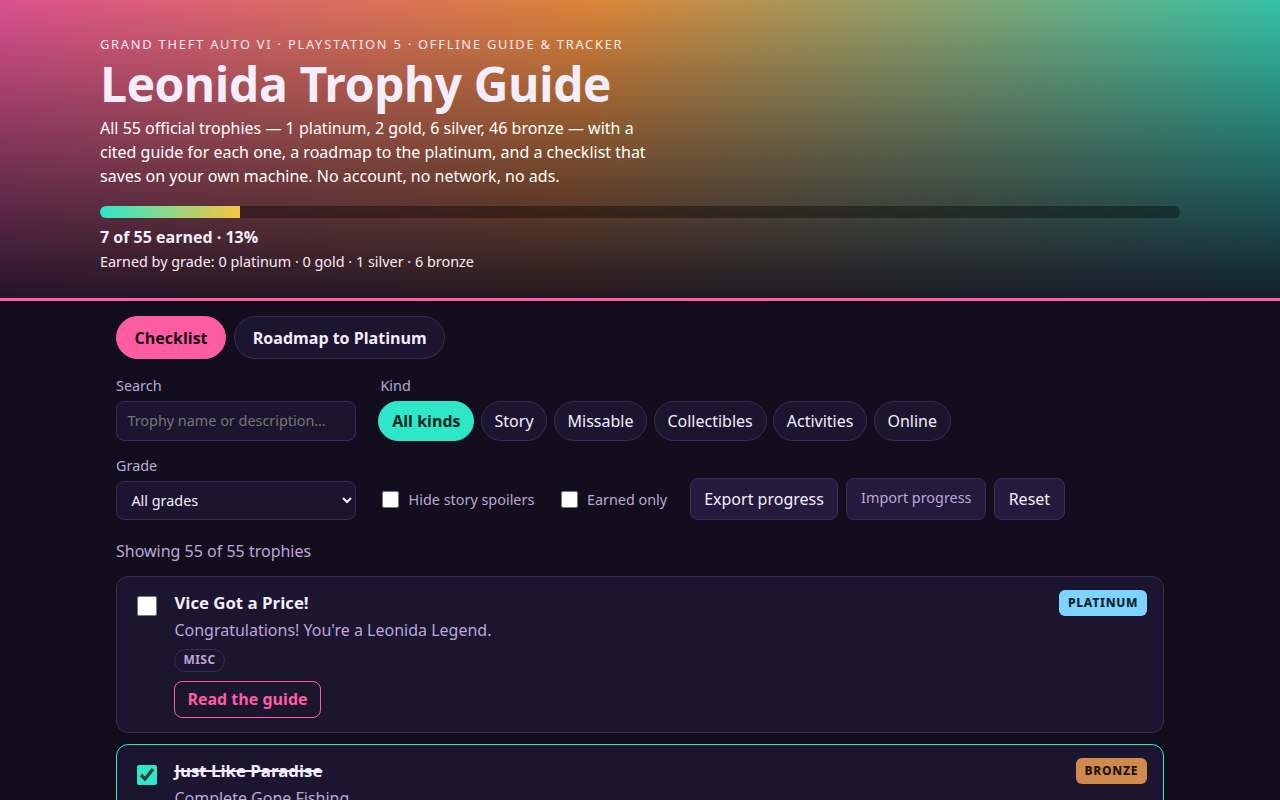 GRAND THEFT AUTO VI · PLAYSTATION 5 · OFFLINE GUIDE & TRACKER
Leonida Trophy Guide
All 55 official trophies — 1 platinum, 2 gold, 6 silver, 46 bronze — with a
cited guide for each one, a roadmap to the platinum, and a checklist that
saves on your own machine. No account, no network, no ads.
7 of 55 earned · 13%
Earned by grade: 0 platinum · 0 gold · 1 silver · 6 bronze
Checklist Roadmap to Platinum
Search Kind
Trophy name or description... All kinds Story Missable Collectibles Activities Online
Grade
All grades Hide story spoilers Earned only Export progress Import progress Reset
Showing 55 of 55 trophies
Vice Got a Price! PLATINUM
Congratulations! You're a Leonida Legend.
MISC
Read the guide
Just Like Paradise BRONZE
Complete Gone Fishing.